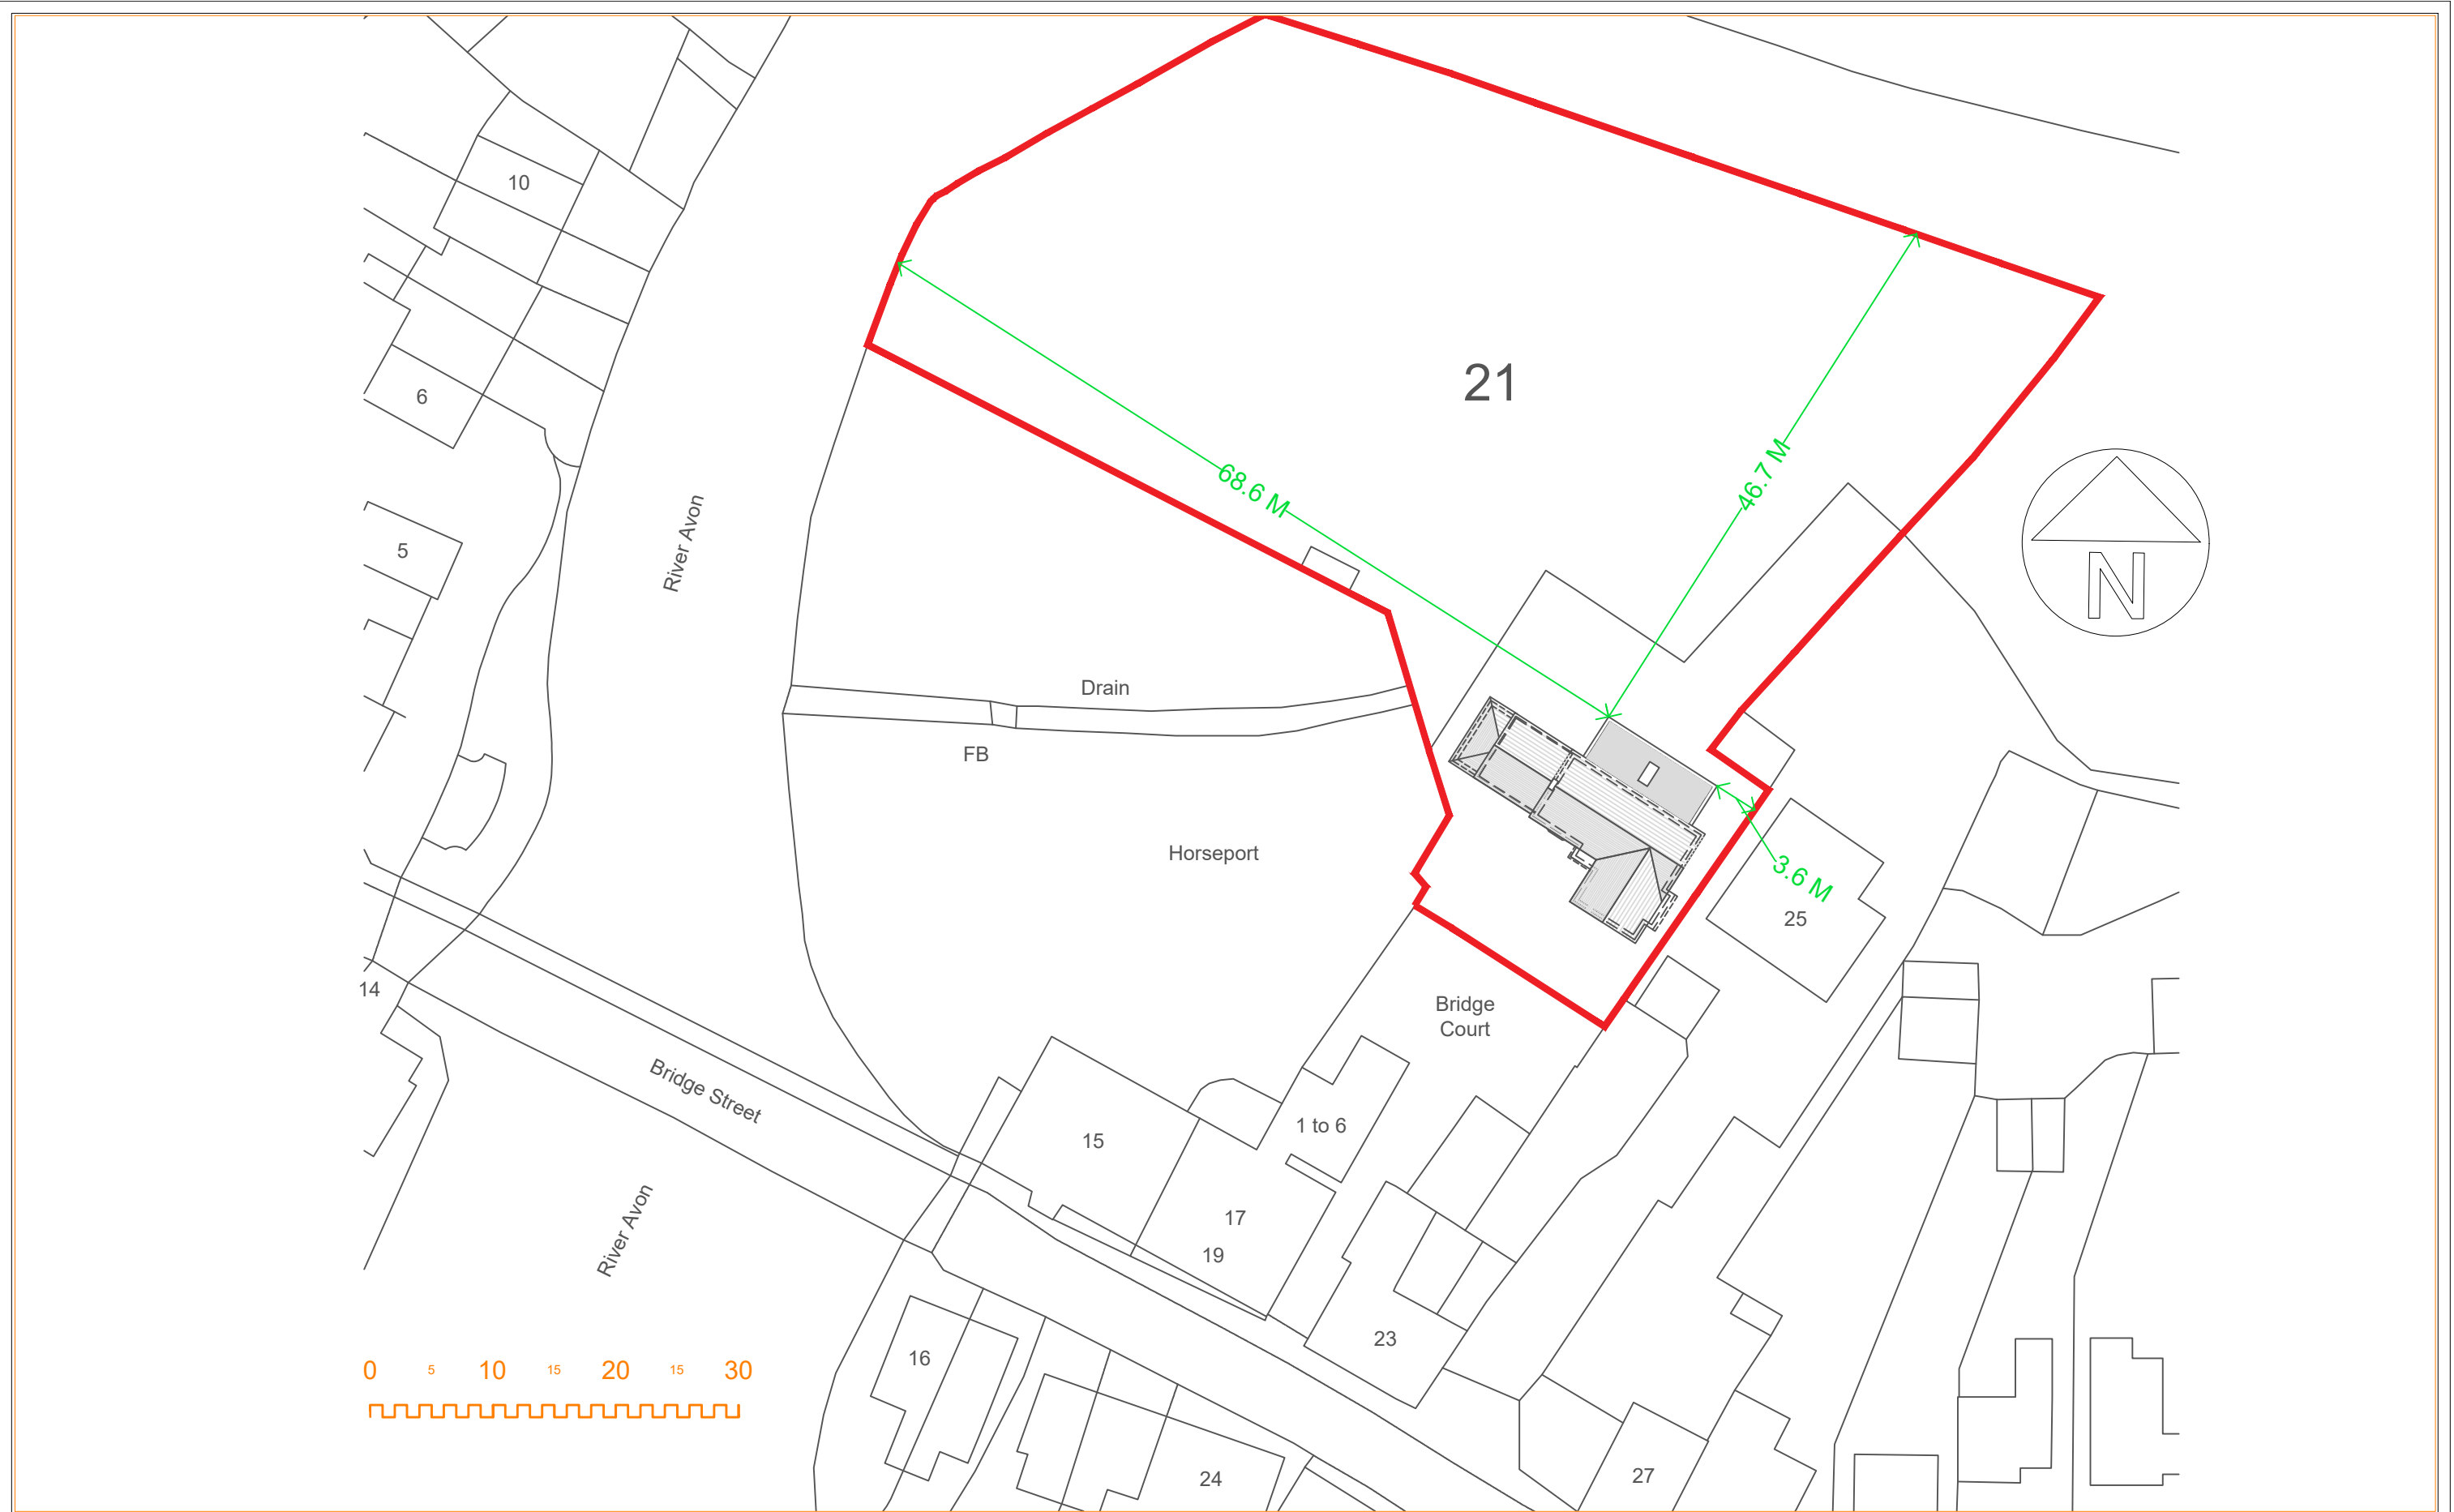 10
21
6
68.6 M
46.7 M
5
River Avon
N
Drain
FB
Horseport
3.6 M
25
14
Bridge
Court
Bridge Street
1 to 6
15
17
River Avon
19
23
16
0 5 10 15 20 15 30
24
27